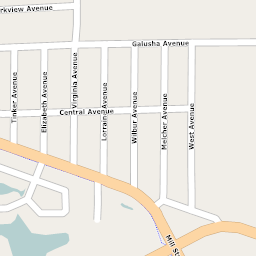 rkview Avenue
Galusha Avenue
Tinker Avenue
Elizabeth Avenue
Virginia Avenue
Central Avenue
Lorraine Avenue
Wilbur Avenue
Melcher Avenue
West Avenue
Mill St